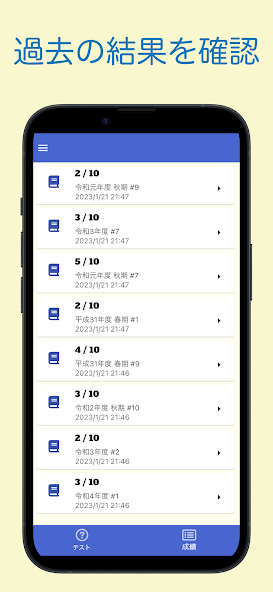 過去の結果を確認
2 / 10
令和元年度 秋期 #9
2023/1/21 21:47
3 / 10
令和3年度 #7
2023/1/21 21:47
5 / 10
令和元年度 秋期 #7
2023/1/21 21:47
2 / 10
平成31年度 春期 #1
2023/1/21 21:47
4 / 10
平成31年度 春期 #9
2023/1/21 21:46
3 / 10
令和2年度 秋期 #10
2023/1/21 21:46
2 / 10
令和3年度 #2
2023/1/21 21:46
3 / 10
令和4年度 #1
2023/1/21 21:46
テスト 成績